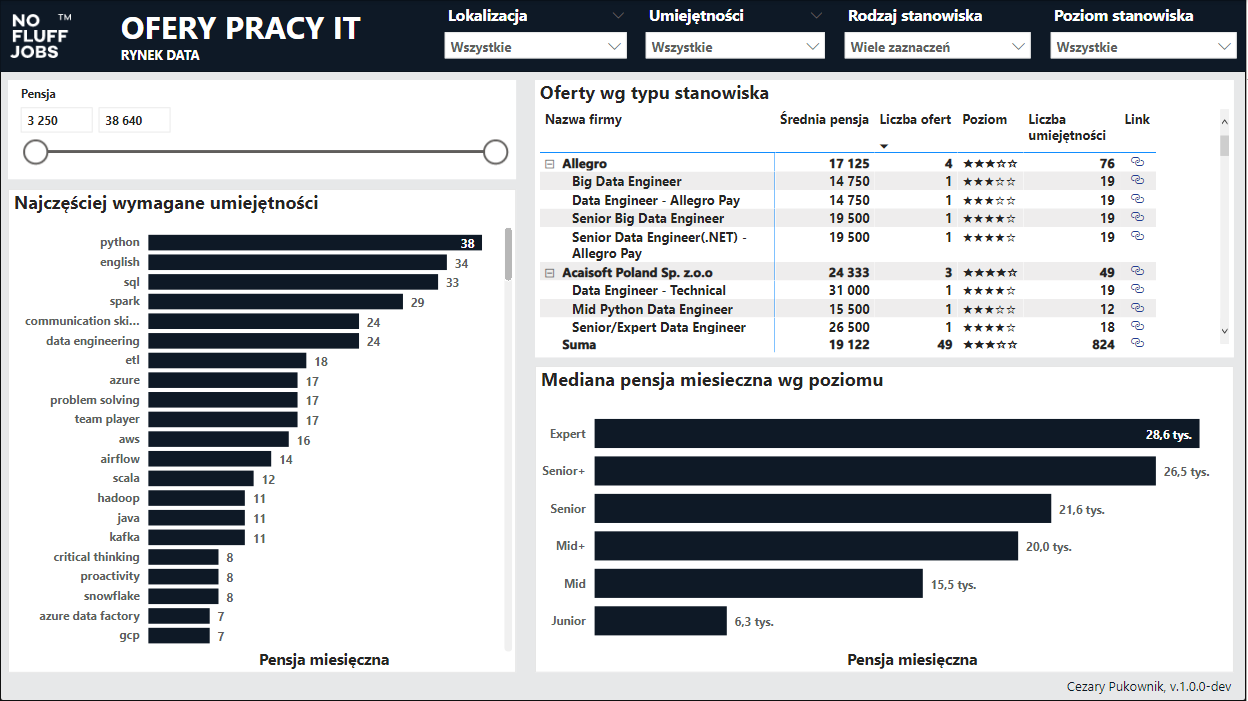 NO FLUFF JOBS ™
OFERY PRACY IT
RYNEK DATA
Lokalizacja
Wszystkie
Umiejętności
Wszystkie
Rodzaj stanowiska
Wiele zaznaczeń
Poziom stanowiska
Wszystkie
Pensja
3 250 38 640
Najczęściej wymagane umiejętności
python 38
english 34
sql 33
spark 29
communication ski... 24
data engineering 24
etl 18
azure 17
problem solving 17
team player 17
aws 16
airflow 14
scala 12
hadoop 11
java 11
kafka 11
critical thinking 8
proactivity 8
snowflake 8
azure data factory 7
gcp 7
Pensja miesięczna
Oferty wg typu stanowiska
Nazwa firmy Średnia pensja Liczba ofert Poziom Liczba umiejętności Link
Allegro 17 125 4 ★★★☆☆ 76
Big Data Engineer 14 750 1 ★★★☆☆ 19
Data Engineer - Allegro Pay 14 750 1 ★★★☆☆ 19
Senior Big Data Engineer 19 500 1 ★★★★☆ 19
Senior Data Engineer(.NET) - Allegro Pay 19 500 1 ★★★★☆ 19
Acaisoft Poland Sp. z.o.o 24 333 3 ★★★★☆ 49
Data Engineer - Technical 31 000 1 ★★★★☆ 19
Mid Python Data Engineer 15 500 1 ★★★☆☆ 12
Senior/Expert Data Engineer 26 500 1 ★★★★☆ 18
Suma 19 122 49 ★★★☆☆ 824
Mediana pensja miesieczna wg poziomu
Expert 28,6 tys.
Senior+ 26,5 tys.
Senior 21,6 tys.
Mid+ 20,0 tys.
Mid 15,5 tys.
Junior 6,3 tys.
Pensja miesięczna
Cezary Pukownik, v.1.0.0-dev